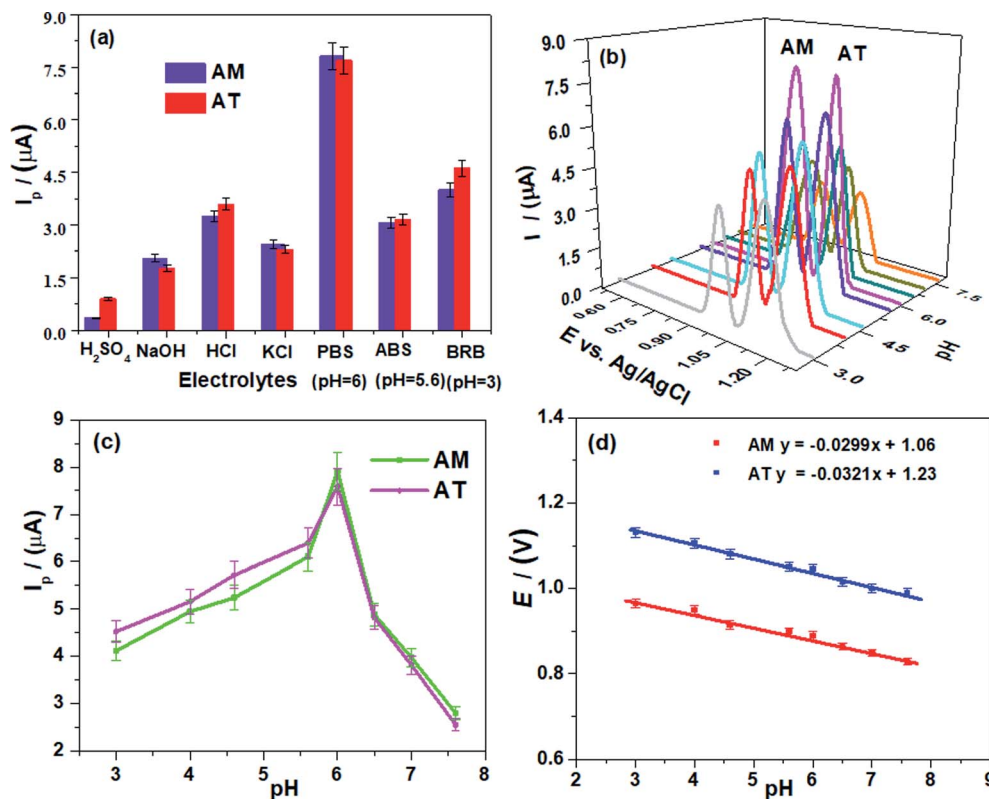 (a)
AM
AT
I_p / (µA)
9.0
7.5
6.0
4.5
3.0
1.5
0.0
H₂SO₄ NaOH HCl KCl PBS ABS BRB
Electrolytes (pH=6) (pH=5.6) (pH=3)
(b)
AM AT
I / (µA)
9.0
7.5
6.0
4.5
3.0
1.5
0.0
0.60
0.75
0.90
1.05
1.20
E vs. Ag/AgCl
3.0
4.5
6.0
7.5
pH
(c)
AM
AT
I_p / (µA)
9
8
7
6
5
4
3
2
3 4 5 6 7 8
pH
(d)
AM y = -0.0299x + 1.06
AT y = -0.0321x + 1.23
E / (V)
1.4
1.2
1.0
0.8
0.6
2 3 4 5 6 7 8 9
pH